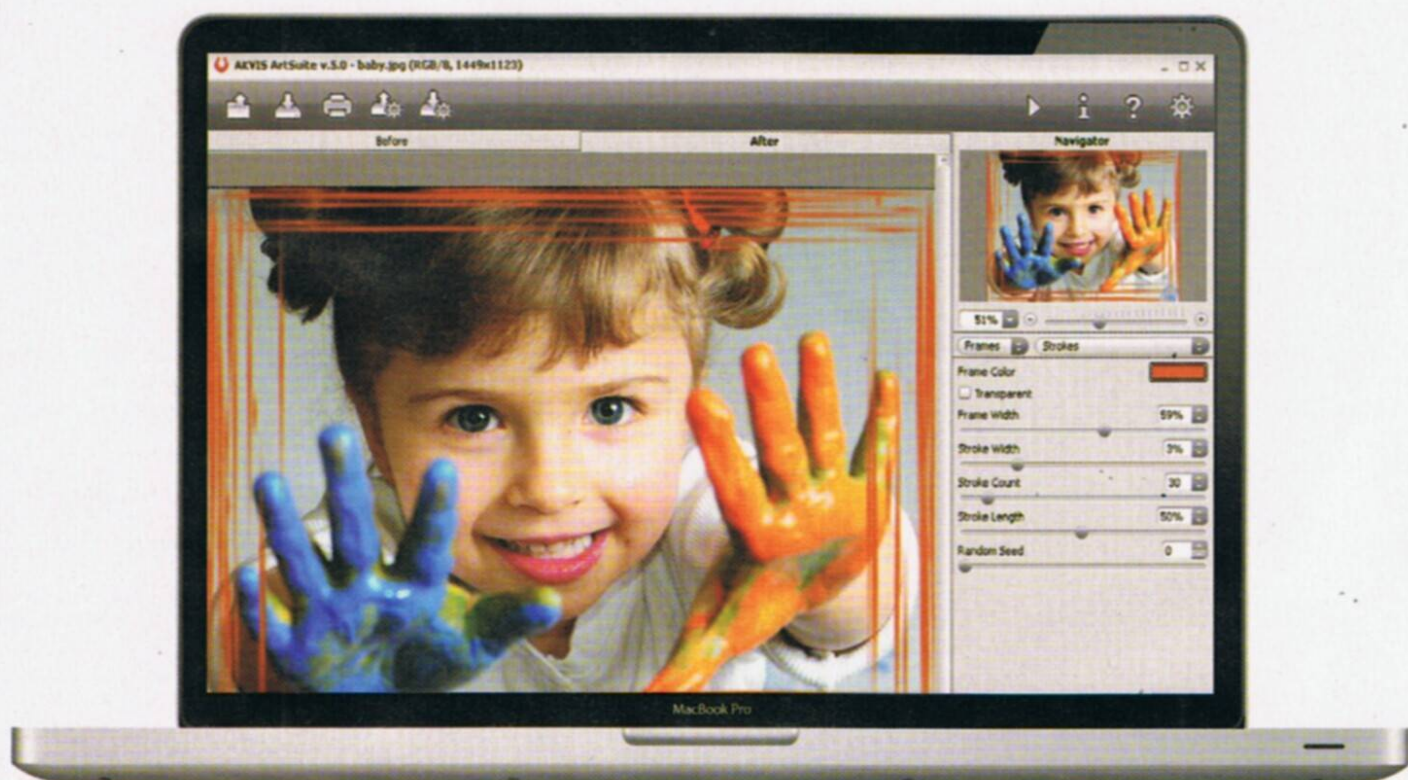 AKVIS ArtSuite v.5.0 - baby.jpg (RGB/8, 1449x1123)
Before
After
Navigator
51%
Frames
Strokes
Frame Color
Transparent
Frame Width
59%
Stroke Width
3%
Stroke Count
30
Stroke Length
50%
Random Seed
0
MacBook Pro